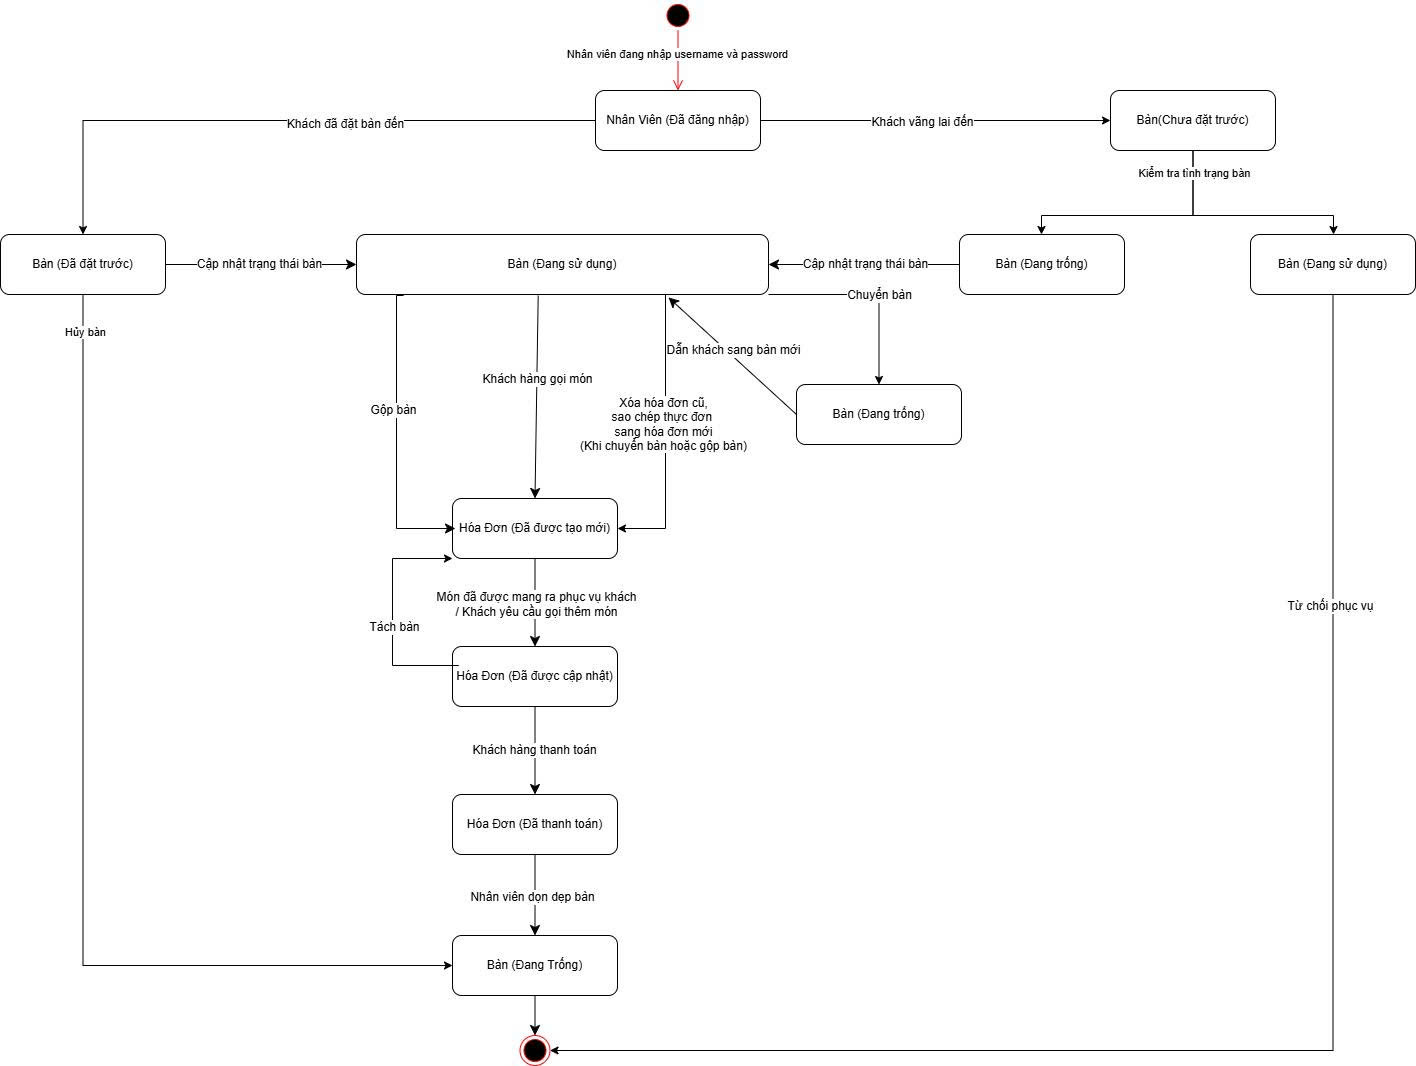 Nhân viên đang nhập username và password
Nhân Viên (Đã đăng nhập)
Khách đã đặt bàn đến
Khách vãng lai đến
Bàn(Chưa đặt trước)
Kiểm tra tình trạng bàn
Bàn (Đã đặt trước)
Cập nhật trạng thái bàn
Bàn (Đang sử dụng)
Cập nhật trạng thái bàn
Bàn (Đang trống)
Bàn (Đang sử dụng)
Chuyển bàn
Hủy bàn
Dẫn khách sang bàn mới
Khách hàng gọi món
Gộp bàn
Xóa hóa đơn cũ,
sao chép thực đơn
sang hóa đơn mới
(Khi chuyển bàn hoặc gộp bàn)
Bàn (Đang trống)
Hóa Đơn (Đã được tạo mới)
Món đã được mang ra phục vụ khách
/ Khách yêu cầu gọi thêm món
Tách bàn
Từ chối phục vụ
Hóa Đơn (Đã được cập nhật)
Khách hàng thanh toán
Hóa Đơn (Đã thanh toán)
Nhân viên dọn dẹp bàn
Bàn (Đang Trống)